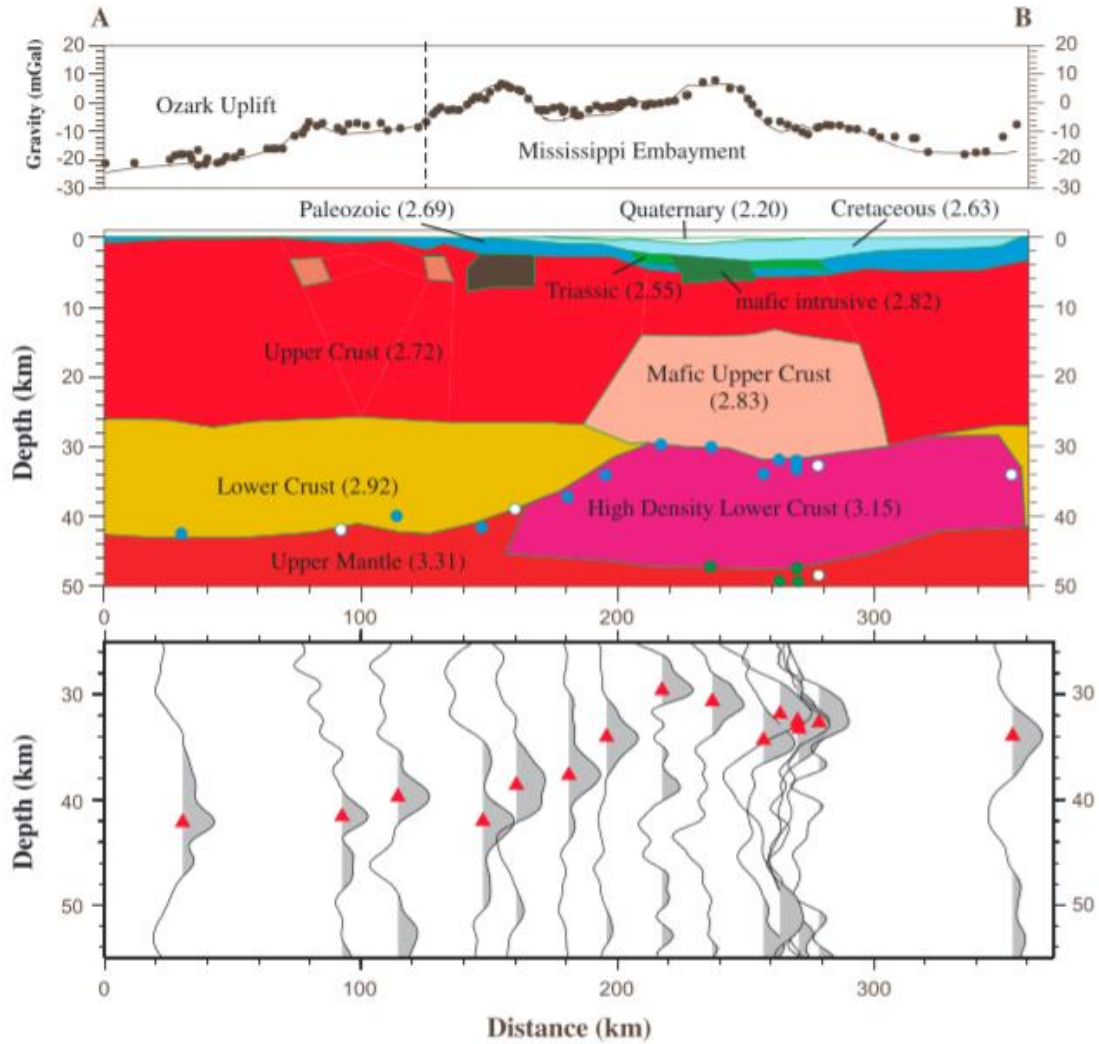 A B
Gravity (mGal)
20 20
10 10
0 0
-10 -10
-20 -20
-30 -30
Ozark Uplift
Mississippi Embayment
Paleozoic (2.69) Quaternary (2.20) Cretaceous (2.63)
Depth (km)
0 0
10 10
20 20
30 30
40 40
50 50
Triassic (2.55) mafic intrusive (2.82)
Upper Crust (2.72)
Mafic Upper Crust
(2.83)
Lower Crust (2.92)
High Density Lower Crust (3.15)
Upper Mantle (3.31)
0 100 200 300
Depth (km)
30 30
40 40
50 50
0 100 200 300
Distance (km)